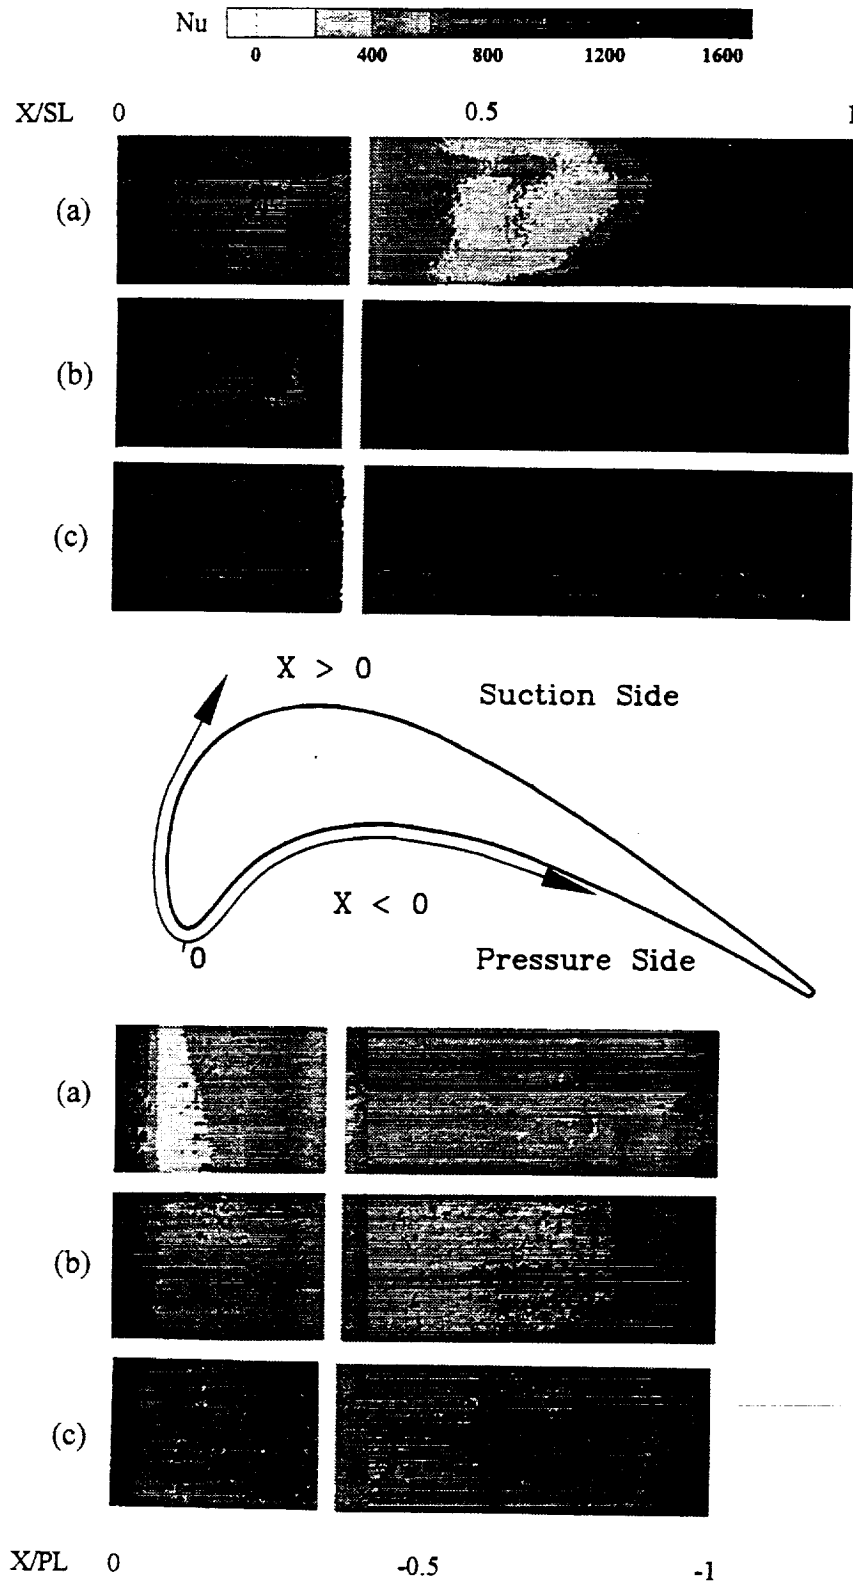 Nu
0 400 800 1200 1600
X/SL 0 0.5 1
(a)
(b)
(c)
X > 0
Suction Side
X < 0
0
Pressure Side
(a)
(b)
(c)
X/PL 0 -0.5 -1